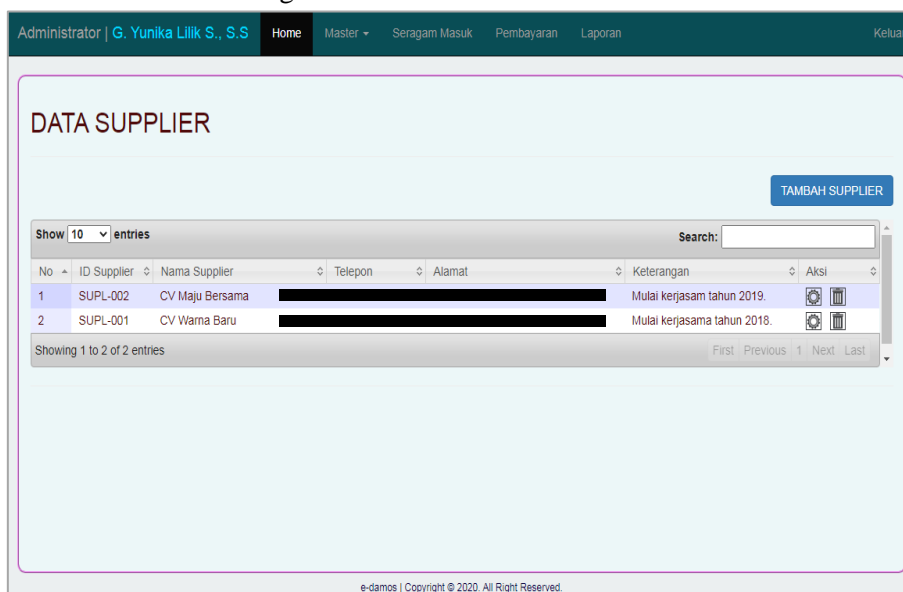 Administrator | G. Yunika Lilik S., S.S Home Master Seragam Masuk Pembayaran Laporan Keluar
DATA SUPPLIER
TAMBAH SUPPLIER
Show 10 entries Search:
No ID Supplier Nama Supplier Telepon Alamat Keterangan Aksi
1 SUPL-002 CV Maju Bersama Mulai kerjasam tahun 2019.
2 SUPL-001 CV Warna Baru Mulai kerjasama tahun 2018.
Showing 1 to 2 of 2 entries First Previous 1 Next Last
e-damos | Copyright © 2020. All Right Reserved.